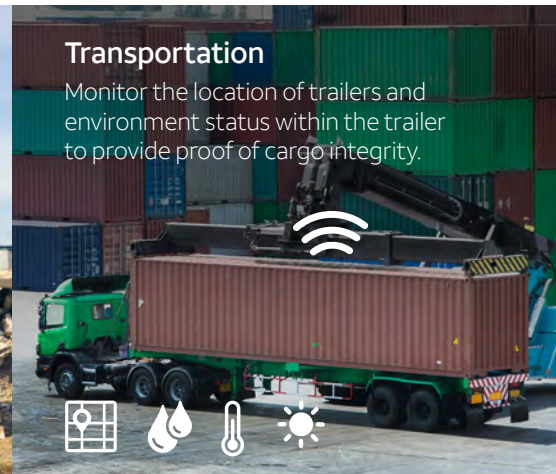 Transportation
Monitor the location of trailers and
environment status within the trailer
to provide proof of cargo integrity.